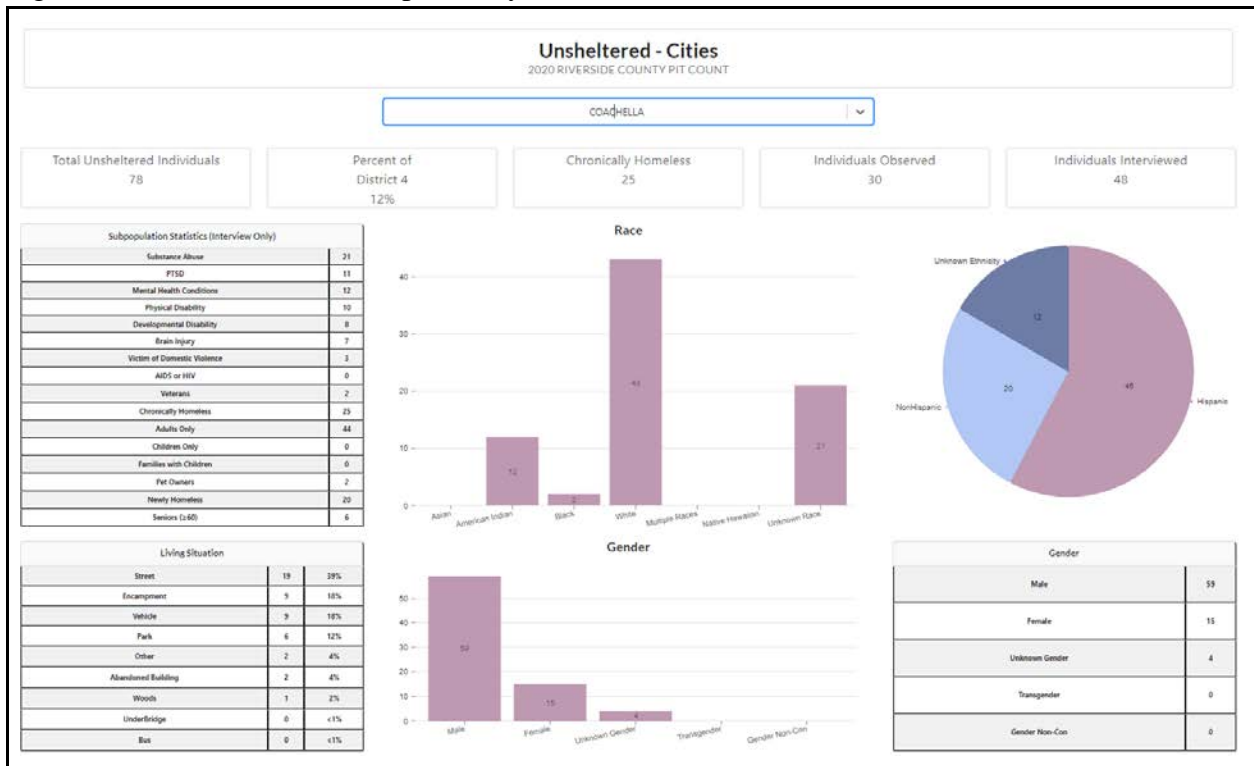 Unsheltered - Cities
2020 RIVERSIDE COUNTY PIT COUNT
COACHELLA
Total Unsheltered Individuals
78
Percent of
District 4
12%
Chronically Homeless
25
Individuals Observed
30
Individuals Interviewed
48
Subpopulation Statistics (Interview Only)
Substance Abuse 21
PTSD 11
Mental Health Conditions 12
Physical Disability 10
Developmental Disability 8
Brain Injury 7
Victim of Domestic Violence 3
AIDS or HIV 0
Veterans 2
Chronically Homeless 25
Adults Only 44
Children Only 0
Families with Children 0
Pet Owners 2
Newly Homeless 20
Seniors (≥60) 6
Race
40
30
20
10
0
12
2
43
21
Asian
American Indian
Black
White
Multiple Races
Native Hawaiian
Unknown Race
Unknown Ethnicity
12
20
NonHispanic
Hispanic
Living Situation
Street 19 39%
Encampment 9 18%
Vehicle 9 18%
Park 6 12%
Other 2 4%
Abandoned Building 2 4%
Woods 1 2%
UnderBridge 0 <1%
Bus 0 <1%
Gender
50
40
30
20
10
0
59
15
4
Male
Female
Unknown Gender
Transgender
Gender Non-Con
Gender
Male 59
Female 15
Unknown Gender 4
Transgender 0
Gender Non-Con 0